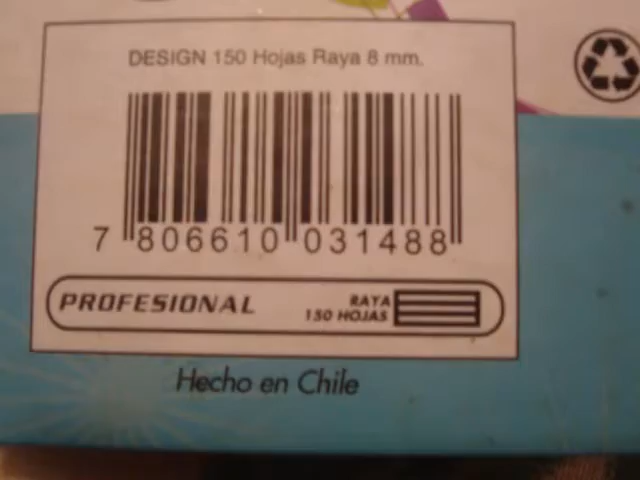 DESIGN 150 Hojas Raya 8 mm.
7 806610 031488
PROFESIONAL
RAYA
150 HOJAS
Hecho en Chile